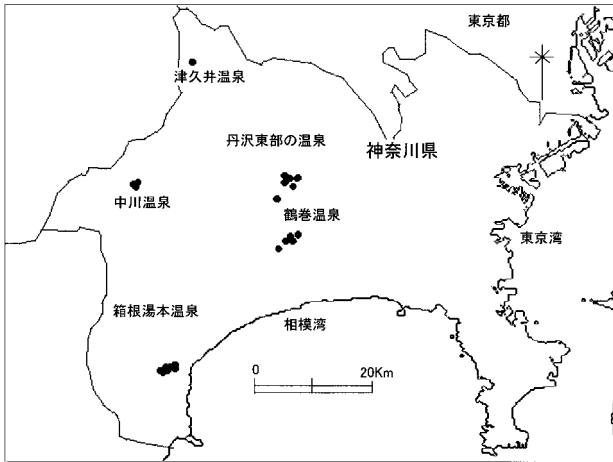 東京都
津久井温泉
丹沢東部の温泉
神奈川県
中川温泉
鶴巻温泉
東京湾
箱根湯本温泉
相模湾
0 20Km